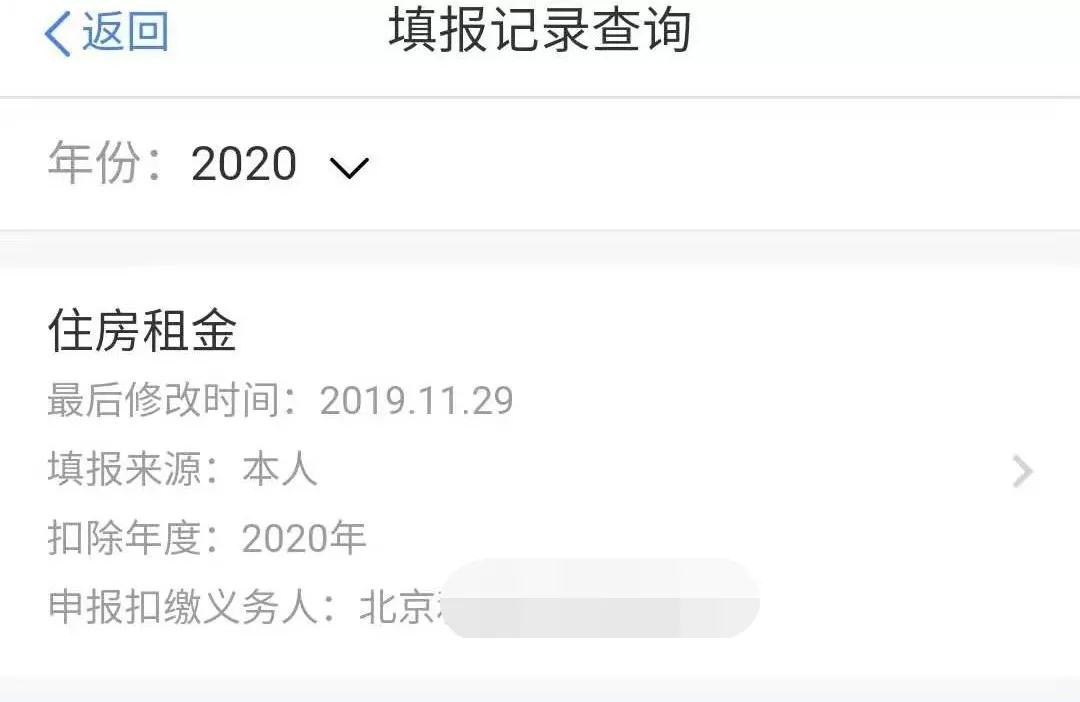 返回
填报记录查询
年份：2020
住房租金
最后修改时间：2019.11.29
填报来源：本人
扣除年度：2020年
申报扣缴义务人：北京